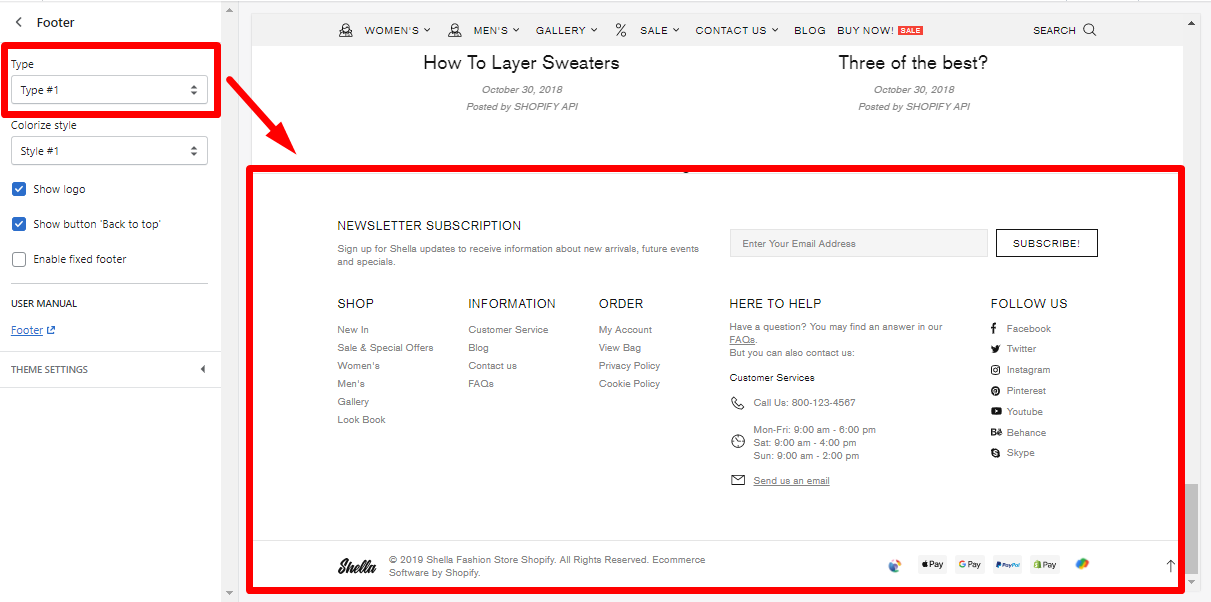 Footer
Type
Type #1
Colorize style
Style #1
Show logo
Show button 'Back to top'
Enable fixed footer
USER MANUAL
Footer
THEME SETTINGS
WOMEN'S MEN'S GALLERY % SALE CONTACT US BLOG BUY NOW! SALE SEARCH
How To Layer Sweaters
October 30, 2018
Posted by SHOPIFY API
Three of the best?
October 30, 2018
Posted by SHOPIFY API
NEWSLETTER SUBSCRIPTION
Sign up for Shella updates to receive information about new arrivals, future events
and specials.
Enter Your Email Address
SUBSCRIBE!
SHOP
New In
Sale & Special Offers
Women's
Men's
Gallery
Look Book
INFORMATION
Customer Service
Blog
Contact us
FAQs
ORDER
My Account
View Bag
Privacy Policy
Cookie Policy
HERE TO HELP
Have a question? You may find an answer in our
FAQs.
But you can also contact us:
Customer Services
Call Us: 800-123-4567
Mon-Fri: 9:00 am - 6:00 pm
Sat: 9:00 am - 4:00 pm
Sun: 9:00 am - 2:00 pm
Send us an email
FOLLOW US
Facebook
Twitter
Instagram
Pinterest
Youtube
Bē Behance
Skype
Shella
© 2019 Shella Fashion Store Shopify. All Rights Reserved. Ecommerce
Software by Shopify.
Pay G Pay PayPal Pay